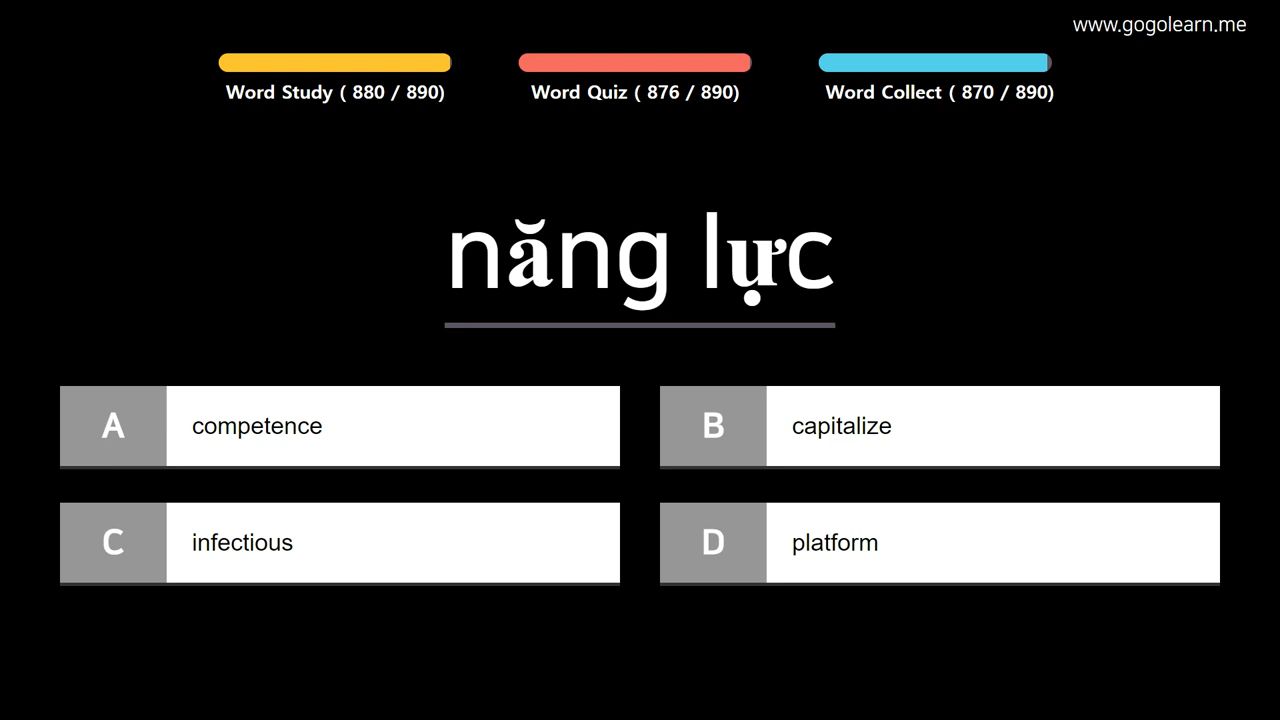 www.gogolearn.me
Word Study ( 880 / 890)
Word Quiz ( 876 / 890)
Word Collect ( 870 / 890)
năng lực
A competence
B capitalize
C infectious
D platform